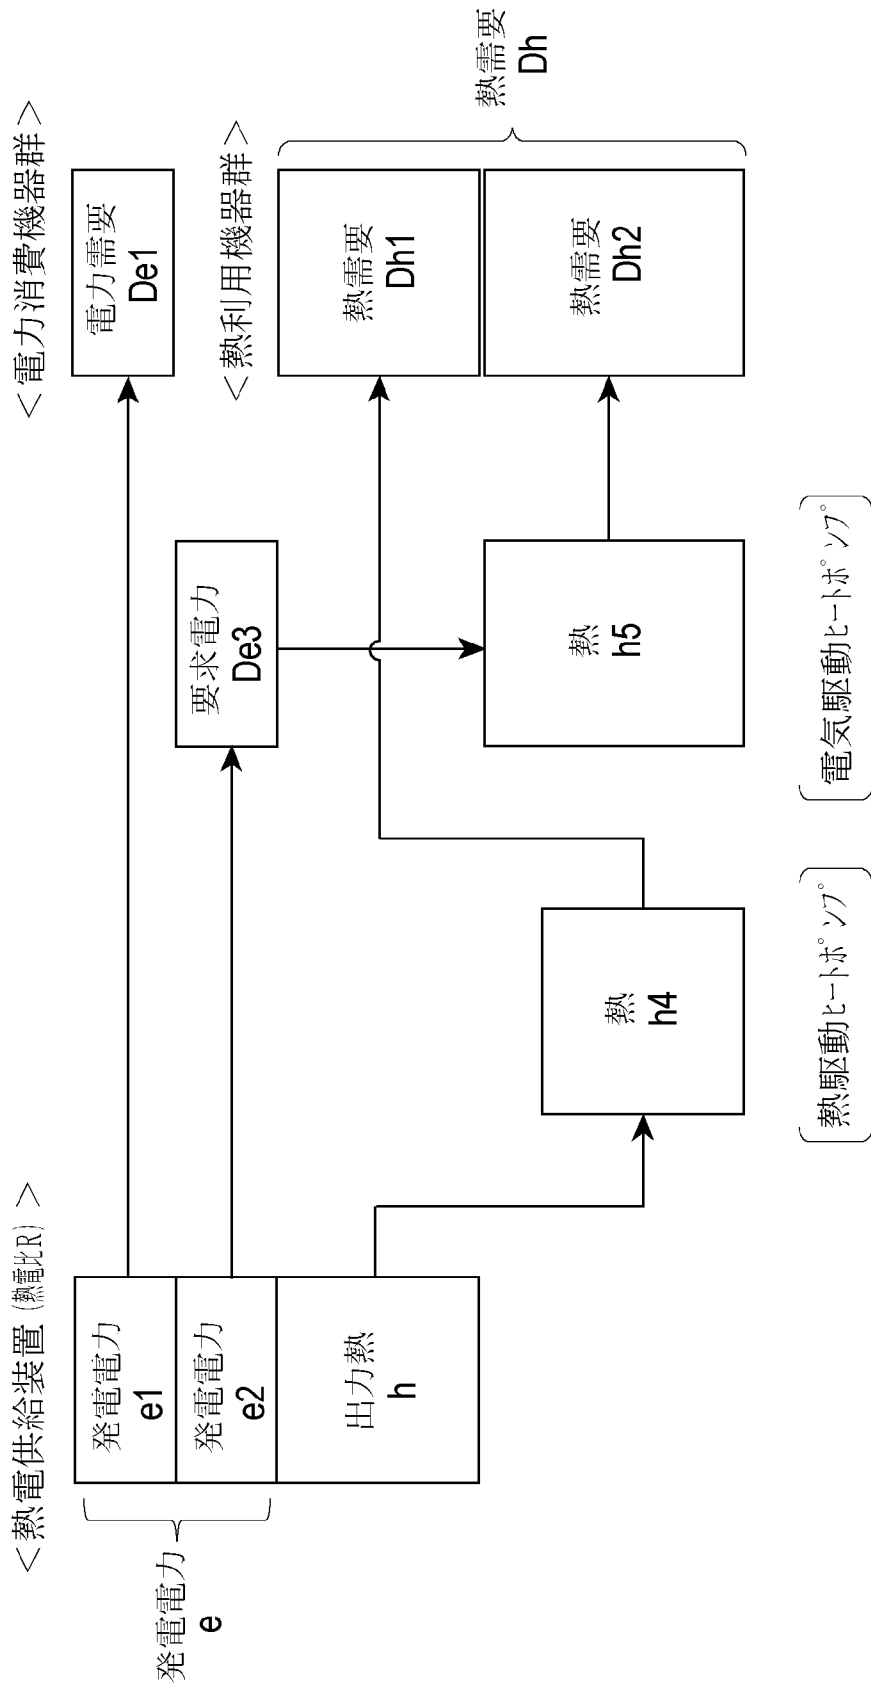 ＜熱電供給装置（熱電比R）＞
＜電力消費機器群＞
発電電力
e
発電電力
e1
電力需要
De1
発電電力
e2
要求電力
De3
＜熱利用機器群＞
出力熱
h
熱需要
Dh1
熱需要
Dh
熱
h4
熱
h5
熱需要
Dh2
熱駆動ヒートポンプ
電気駆動ヒートポンプ